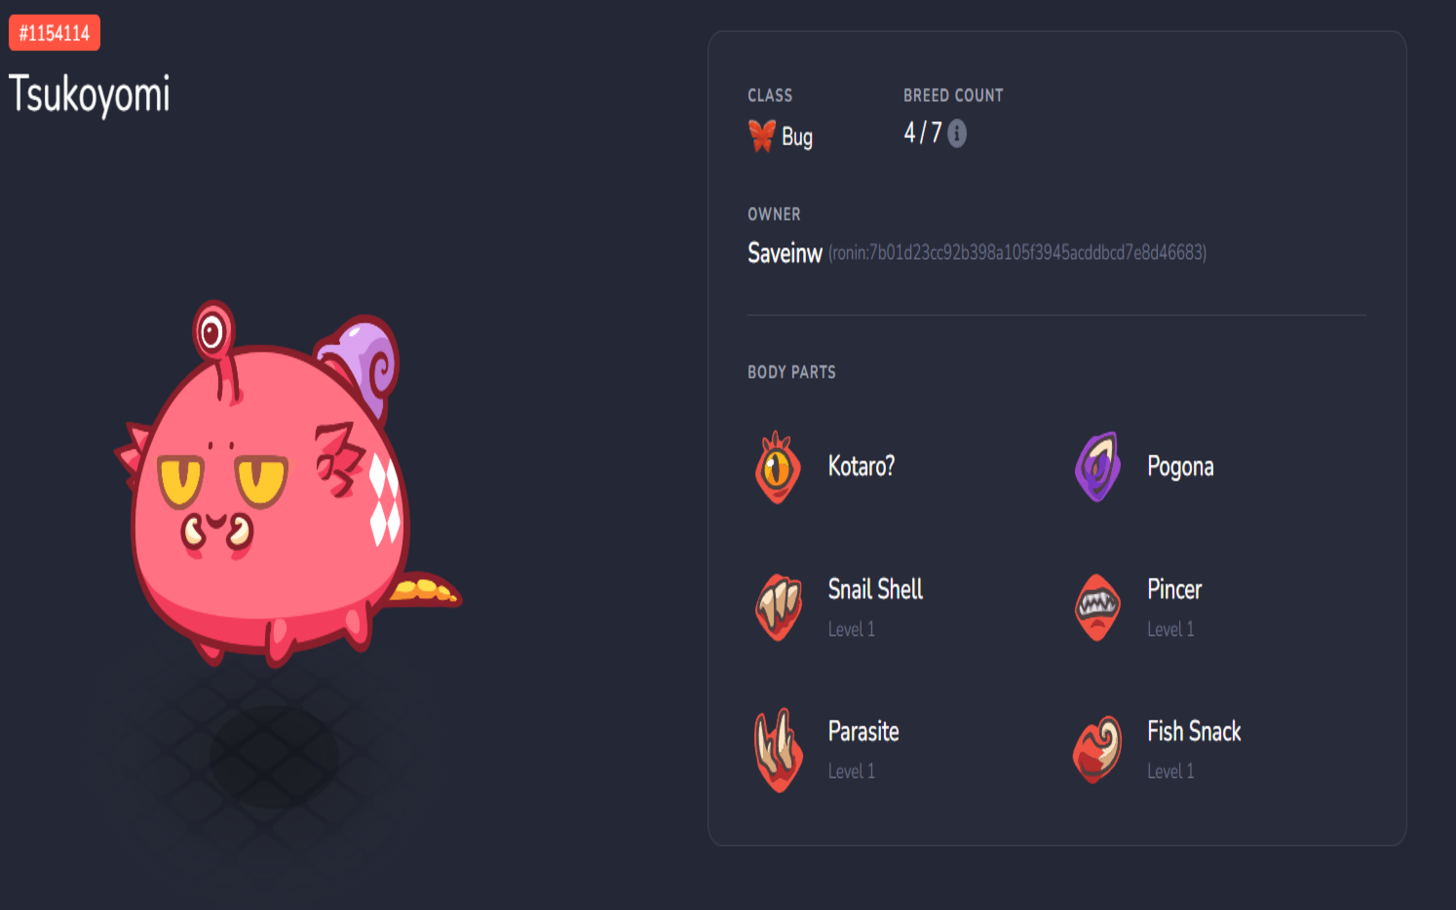 #1154114
Tsukoyomi
CLASS
BREED COUNT
Bug
4 / 7
OWNER
Saveinw (ronin:7b01d23cc92b398a105f3945acddbcd7e8d46683)
BODY PARTS
Kotaro?
Pogona
Snail Shell
Level 1
Pincer
Level 1
Parasite
Level 1
Fish Snack
Level 1